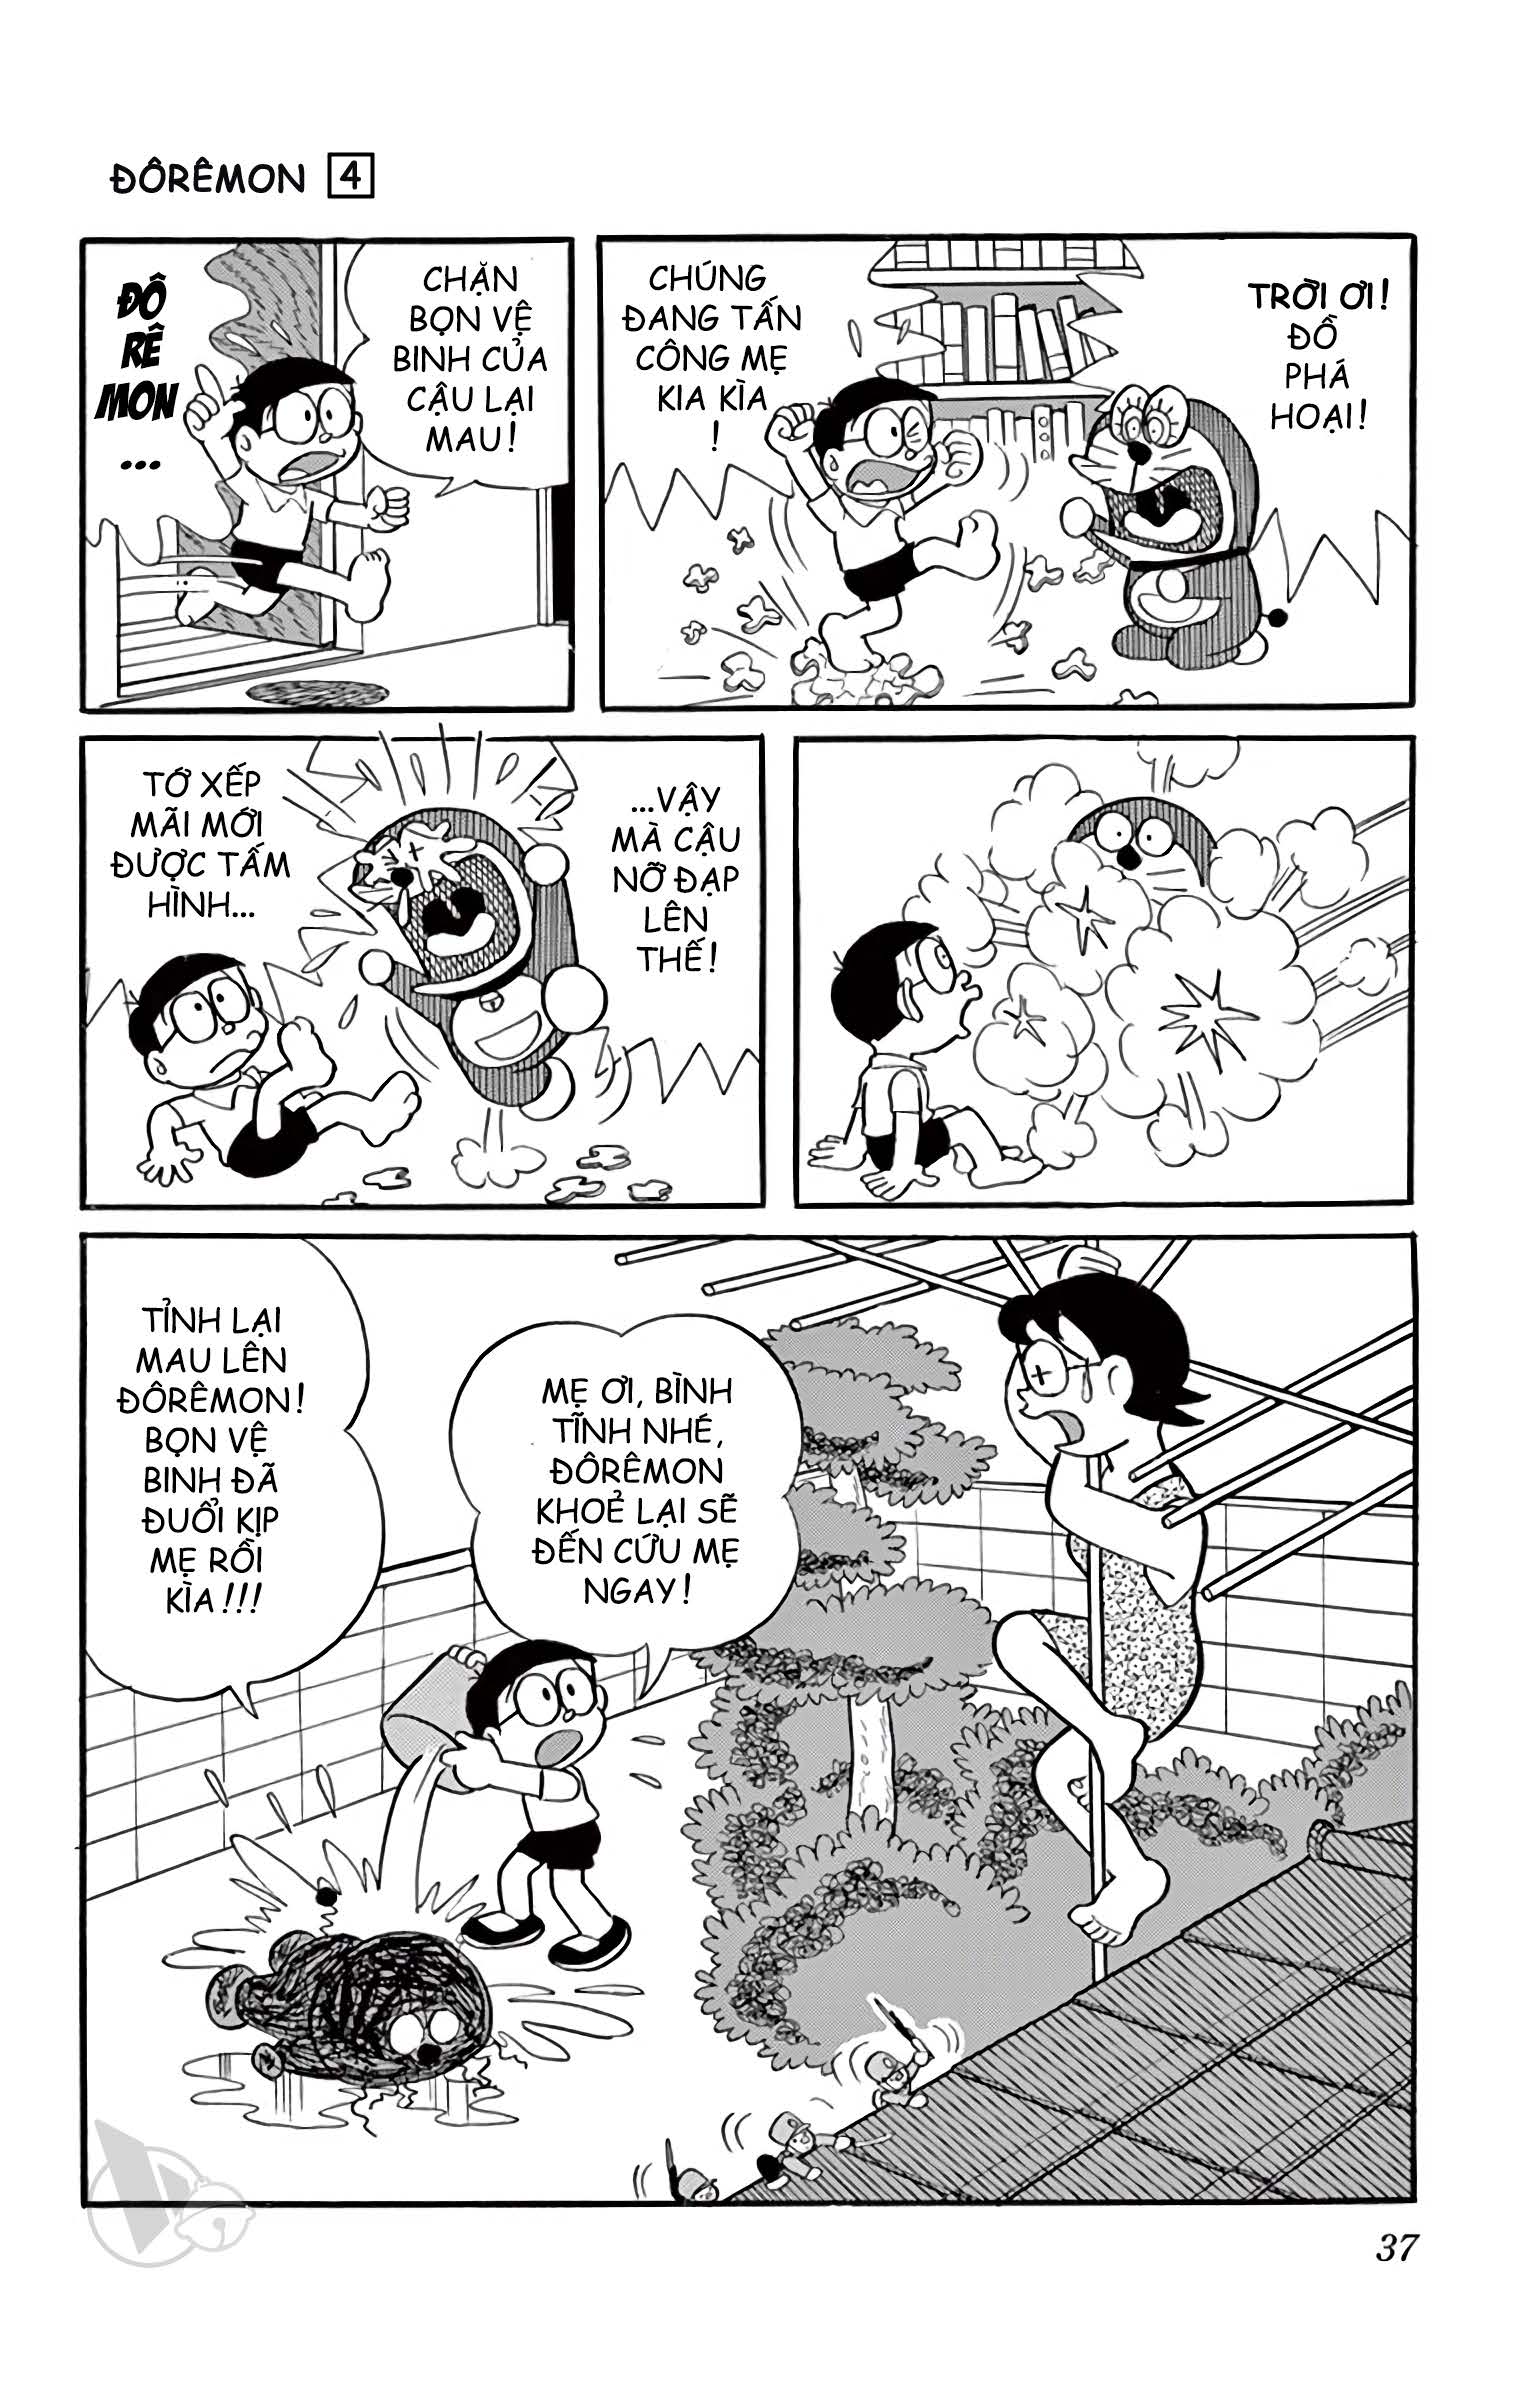 ĐÔRÊMON 4
ĐÔ
RÊ
MON
...
CHẶN
BỌN VỆ
BINH CỦA
CẬU LẠI
MAU!
CHÚNG
ĐANG TẤN
CÔNG MẸ
KIA KÌA
!
TRỜI ƠI!
ĐỒ
PHÁ
HOẠI!
TỚ XẾP
MÃI MỚI
ĐƯỢC TẤM
HÌNH...
...VẬY
MÀ CẬU
NỠ ĐẠP
LÊN
THẾ!
TỈNH LẠI
MAU LÊN
ĐÔRÊMON!
BỌN VỆ
BINH ĐÃ
ĐUỔI KỊP
MẸ RỒI
KÌA!!!
MẸ ƠI, BÌNH
TĨNH NHÉ,
ĐÔRÊMON
KHOẺ LẠI SẼ
ĐẾN CỨU MẸ
NGAY!
37